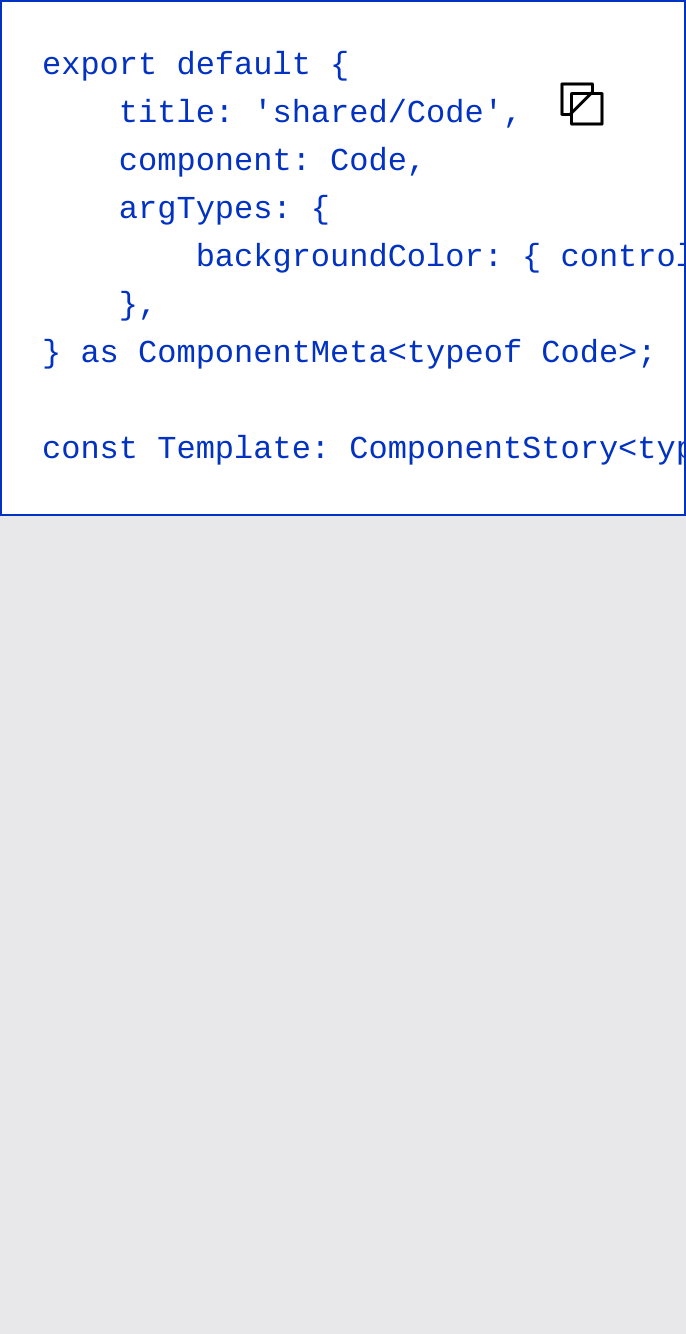 export default {
    title: 'shared/Code',
    component: Code,
    argTypes: {
        backgroundColor: { control
    },
} as ComponentMeta<typeof Code>;
const Template: ComponentStory<typ